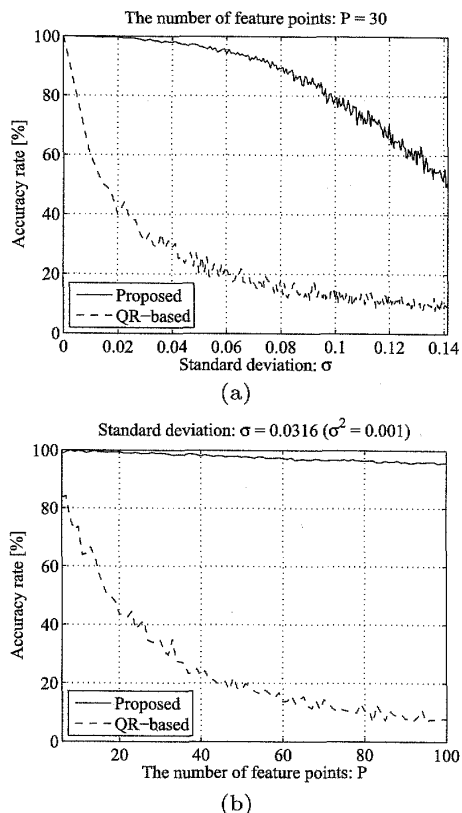 The number of feature points: P = 30
Accuracy rate [%]
100
80
60
40
20
0
Proposed
QR−based
0 0.02 0.04 0.06 0.08 0.1 0.12 0.14
Standard deviation: σ
(a)
Standard deviation: σ = 0.0316 (σ² = 0.001)
Accuracy rate [%]
100
80
60
40
20
0
Proposed
QR−based
20 40 60 80 100
The number of feature points: P
(b)